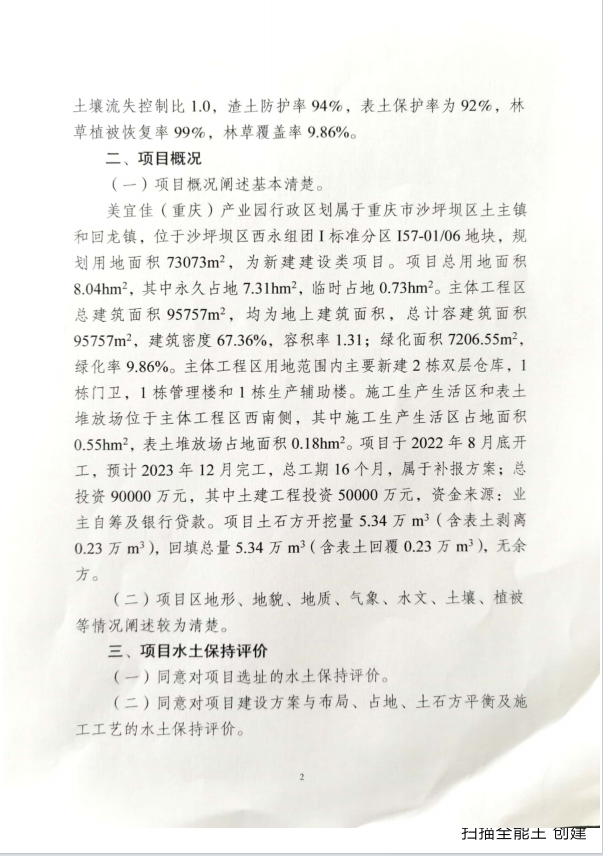 土壤流失控制比 1.0，渣土防护率 94%，表土保护率为 92%，林
草植被恢复率 99%，林草覆盖率 9.86%。
二、项目概况
（一）项目概况阐述基本清楚。
美宜佳（重庆）产业园行政区划属于重庆市沙坪坝区土主镇
和回龙镇，位于沙坪坝区西永组团 I 标准分区 I57-01/06 地块，规
划用地面积 73073m²，为新建建设类项目。项目总用地面积
8.04hm²，其中永久占地 7.31hm²，临时占地 0.73hm²。主体工程区
总建筑面积 95757m²，均为地上建筑面积，总计容建筑面积
95757m²，建筑密度 67.36%，容积率 1.31；绿化面积 7206.55m²，
绿化率 9.86%。主体工程区用地范围内主要新建 2 栋双层仓库，1
栋门卫，1 栋管理楼和 1 栋生产辅助楼。施工生产生活区和表土
堆放场位于主体工程区西南侧，其中施工生产生活区占地面积
0.55hm²，表土堆放场占地面积 0.18hm²。项目于 2022 年 8 月底开
工，预计 2023 年 12 月完工，总工期 16 个月，属于补报方案；总
投资 90000 万元，其中土建工程投资 50000 万元，资金来源：业
主自筹及银行贷款。项目土石方开挖量 5.34 万 m³（含表土剥离
0.23 万 m³），回填总量 5.34 万 m³（含表土回覆 0.23 万 m³），无余
方。
（二）项目区地形、地貌、地质、气象、水文、土壤、植被
等情况阐述较为清楚。
三、项目水土保持评价
（一）同意对项目选址的水土保持评价。
（二）同意对项目建设方案与布局、占地、土石方平衡及施
工工艺的水土保持评价。
2
扫描全能王 创建